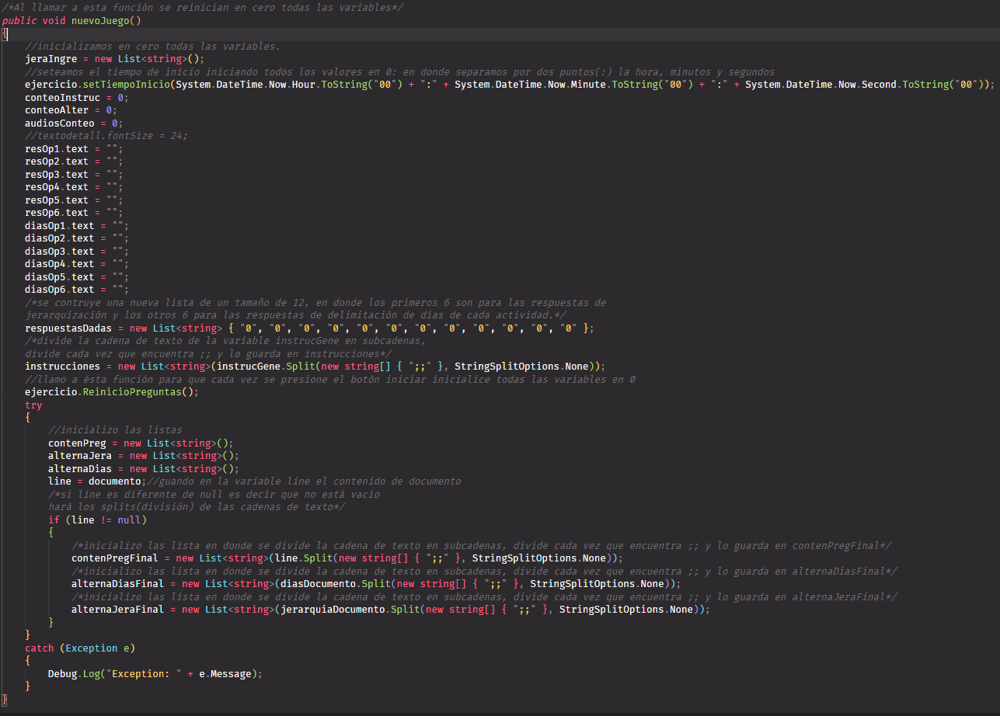 /*Al llamar a esta función se reinician en cero todas las variables*/
public void nuevoJuego()
{
    //inicializamos en cero todas las variables.
    jeraIngre = new List<string>();
    //seteamos el tiempo de inicio iniciando todos los valores en 0: en donde separamos por dos puntos(:) la hora, minutos y segundos
    ejercicio.setTiempoInicio(System.DateTime.Now.Hour.ToString("00") + ":" + System.DateTime.Now.Minute.ToString("00") + ":" + System.DateTime.Now.Second.ToString("00"));
    conteoInstruc = 0;
    conteoAlter = 0;
    audiosConteo = 0;
    //textodetall.fontSize = 24;
    resOp1.text = "";
    resOp2.text = "";
    resOp3.text = "";
    resOp4.text = "";
    resOp5.text = "";
    resOp6.text = "";
    diasOp1.text = "";
    diasOp2.text = "";
    diasOp3.text = "";
    diasOp4.text = "";
    diasOp5.text = "";
    diasOp6.text = "";
    /*se contruye una nueva lista de un tamaño de 12, en donde los primeros 6 son para las respuestas de
    jerarquizaciòn y los otros 6 para las respuestas de delimitaciòn de dias de cada actividad.*/
    respuestasDadas = new List<string> { "0", "0", "0", "0", "0", "0", "0", "0", "0", "0", "0", "0" };
    /*divide la cadena de texto de la variable instrucGene en subcadenas,
    divide cada vez que encuentra ;; y lo guarda en instrucciones*/
    instrucciones = new List<string>(instrucGene.Split(new string[] { ";;" }, StringSplitOptions.None));
    //llamo a ésta función para que cada vez se presione el botòn iniciar inicialice todas las variables en 0
    ejercicio.ReinicioPreguntas();
    try
    {
        //inicializo las listas
        contenPreg = new List<string>();
        alternaJera = new List<string>();
        alternaDias = new List<string>();
        line = documento;//guando en la variable line el contenido de documento
        /*si line es diferente de null es decir que no está vacio
        hará los splits(división) de las cadenas de texto*/
        if (line != null)
        {
            /*inicializo las lista en donde se divide la cadena de texto en subcadenas, divide cada vez que encuentra ;; y lo guarda en contenPregFinal*/
            contenPregFinal = new List<string>(line.Split(new string[] { ";;" }, StringSplitOptions.None));
            /*inicializo las lista en donde se divide la cadena de texto en subcadenas, divide cada vez que encuentra ;; y lo guarda en alternaDiasFinal*/
            alternaDiasFinal = new List<string>(diasDocumento.Split(new string[] { ";;" }, StringSplitOptions.None));
            /*inicializo las lista en donde se divide la cadena de texto en subcadenas, divide cada vez que encuentra ;; y lo guarda en alternaJeraFinal*/
            alternaJeraFinal = new List<string>(jerarquiaDocumento.Split(new string[] { ";;" }, StringSplitOptions.None));
        }
    }
    catch (Exception e)
    {
        Debug.Log("Exception: " + e.Message);
    }
}